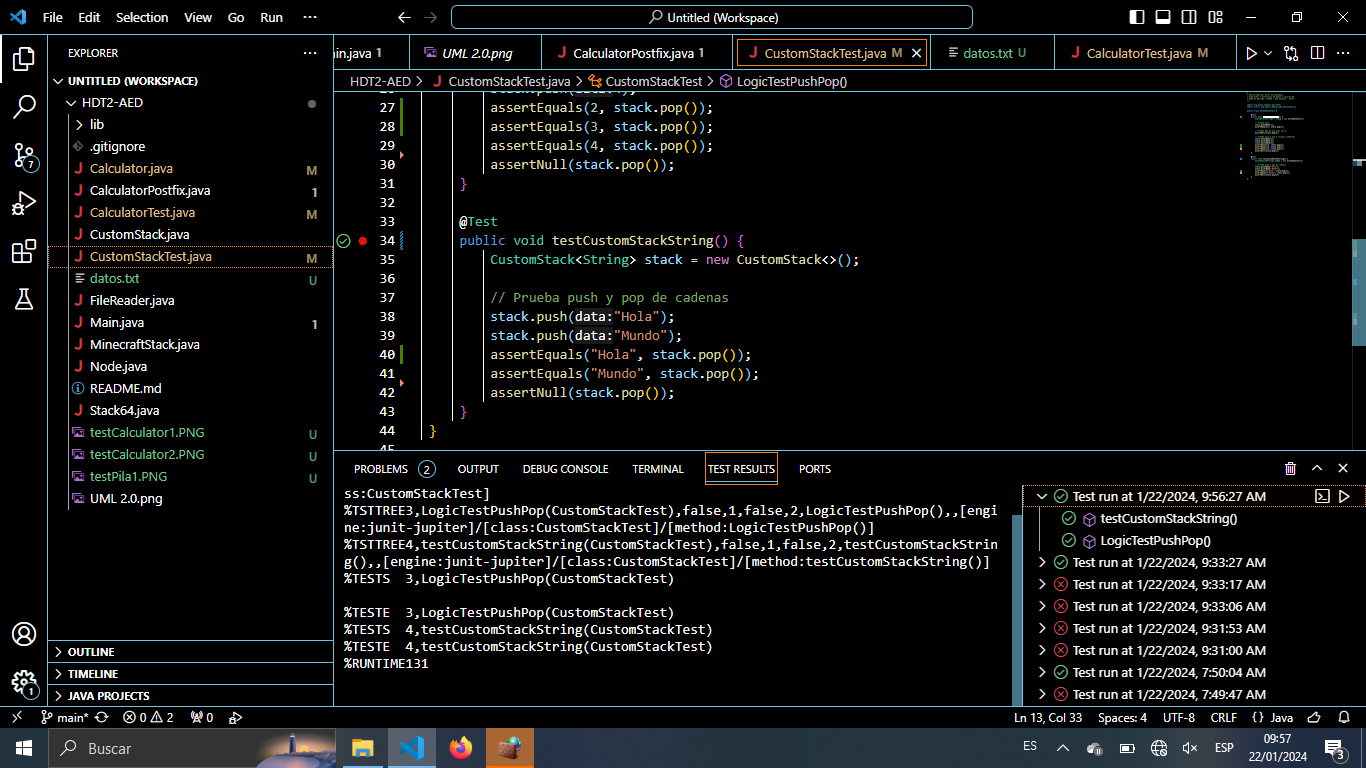 File Edit Selection View Go Run ··· Untitled (Workspace)
EXPLORER ···
UNTITLED (WORKSPACE)
HDT2-AED
lib
.gitignore
Calculator.java M
CalculatorPostfix.java 1
CalculatorTest.java M
CustomStack.java
CustomStackTest.java M
datos.txt U
FileReader.java
Main.java 1
MinecraftStack.java
Node.java
README.md
Stack64.java
testCalculator1.PNG U
testCalculator2.PNG U
testPila1.PNG U
UML 2.0.png
OUTLINE
TIMELINE
JAVA PROJECTS
7
1
ain.java 1 UML 2.0.png CalculatorPostfix.java 1 CustomStackTest.java M datos.txt U CalculatorTest.java M
HDT2-AED > CustomStackTest.java > CustomStackTest > LogicTestPushPop()
27 assertEquals(2, stack.pop());
28 assertEquals(3, stack.pop());
29 assertEquals(4, stack.pop());
30 assertNull(stack.pop());
31 }
32
33 @Test
34 public void testCustomStackString() {
35 CustomStack<String> stack = new CustomStack<>();
36
37 // Prueba push y pop de cadenas
38 stack.push(data:"Hola");
39 stack.push(data:"Mundo");
40 assertEquals("Hola", stack.pop());
41 assertEquals("Mundo", stack.pop());
42 assertNull(stack.pop());
43 }
44 }
45
PROBLEMS 2 OUTPUT DEBUG CONSOLE TERMINAL TEST RESULTS PORTS
ss:CustomStackTest]
%TSTTREE3,LogicTestPushPop(CustomStackTest),false,1,false,2,LogicTestPushPop(),,[engi
ne:junit-jupiter]/[class:CustomStackTest]/[method:LogicTestPushPop()]
%TSTTREE4,testCustomStackString(CustomStackTest),false,1,false,2,testCustomStackStrin
g(),,[engine:junit-jupiter]/[class:CustomStackTest]/[method:testCustomStackString()]
%TESTS 3,LogicTestPushPop(CustomStackTest)
%TESTE 3,LogicTestPushPop(CustomStackTest)
%TESTS 4,testCustomStackString(CustomStackTest)
%TESTE 4,testCustomStackString(CustomStackTest)
%RUNTIME131
Test run at 1/22/2024, 9:56:27 AM
testCustomStackString()
LogicTestPushPop()
Test run at 1/22/2024, 9:33:27 AM
Test run at 1/22/2024, 9:33:17 AM
Test run at 1/22/2024, 9:33:06 AM
Test run at 1/22/2024, 9:31:53 AM
Test run at 1/22/2024, 9:31:00 AM
Test run at 1/22/2024, 7:50:04 AM
Test run at 1/22/2024, 7:49:47 AM
main* 0 2 0 Ln 13, Col 33 Spaces: 4 UTF-8 CRLF {} Java
Buscar ES ESP 09:57
22/01/2024 3